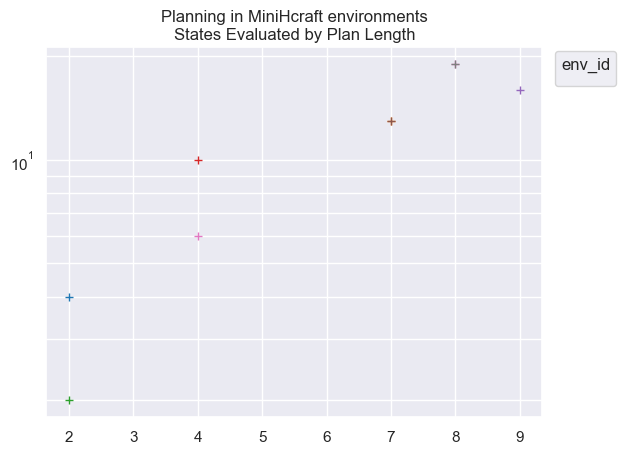 Planning in MiniHcraft environments
States Evaluated by Plan Length
env_id
10¹
2 3 4 5 6 7 8 9